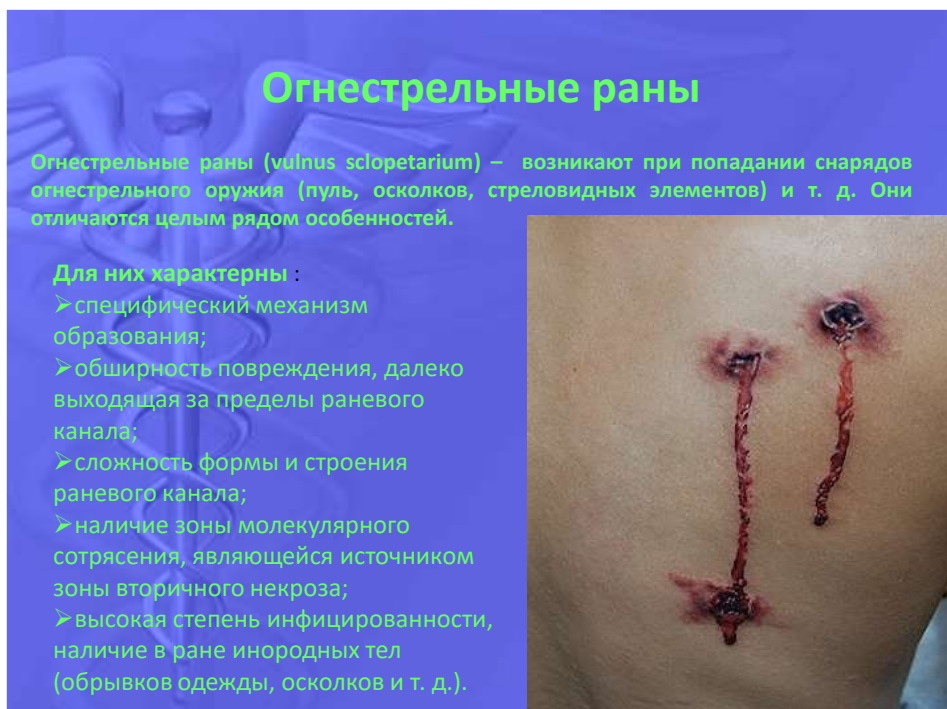 Огнестрельные раны
Огнестрельные раны (vulnus sclopetarium) – возникают при попадании снарядов
огнестрельного оружия (пуль, осколков, стреловидных элементов) и т. д. Они
отличаются целым рядом особенностей.
Для них характерны :
➢специфический механизм
образования;
➢обширность повреждения, далеко
выходящая за пределы раневого
канала;
➢сложность формы и строения
раневого канала;
➢наличие зоны молекулярного
сотрясения, являющейся источником
зоны вторичного некроза;
➢высокая степень инфицированности,
наличие в ране инородных тел
(обрывков одежды, осколков и т. д.).